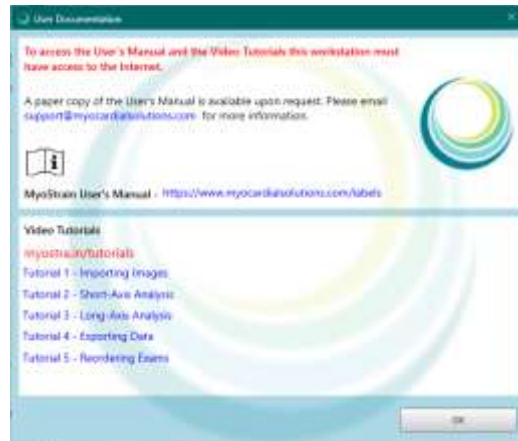 User Documentation
To access the User's Manual and the Video Tutorials this workstation must
have access to the Internet.
A paper copy of the User's Manual is available upon request. Please email
support@myocardialsolutions.com for more information.
MyoStrain User's Manual - https://www.myocardialsolutions.com/labels
Video Tutorials
myostra.in/tutorials
Tutorial 1 - Importing Images
Tutorial 2 - Short-Axis Analysis
Tutorial 3 - Long-Axis Analysis
Tutorial 4 - Exporting Data
Tutorial 5 - Reordering Exams
OK